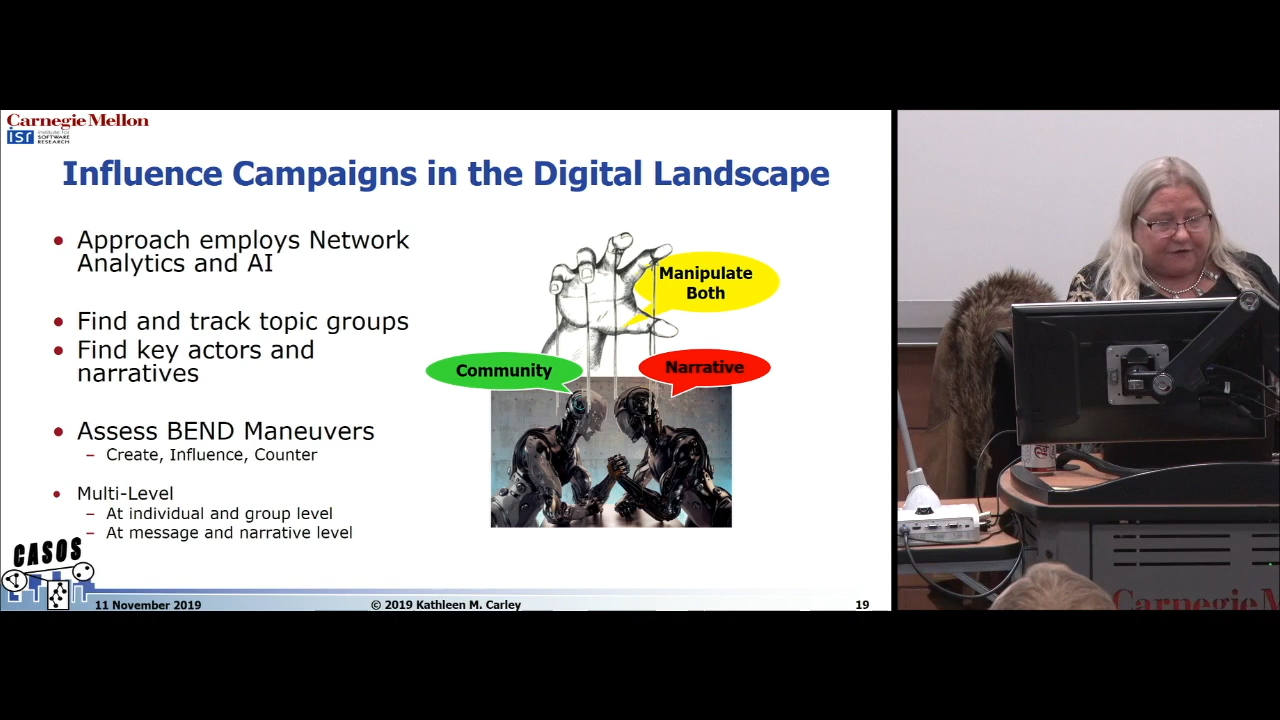 Carnegie Mellon
isr institute for
SOFTWARE
RESEARCH
Influence Campaigns in the Digital Landscape
• Approach employs Network
Analytics and AI
• Find and track topic groups
• Find key actors and
narratives
• Assess BEND Maneuvers
– Create, Influence, Counter
• Multi-Level
– At individual and group level
– At message and narrative level
Manipulate
Both
Community
Narrative
CASOS
11 November 2019
© 2019 Kathleen M. Carley
19
Carnegie M